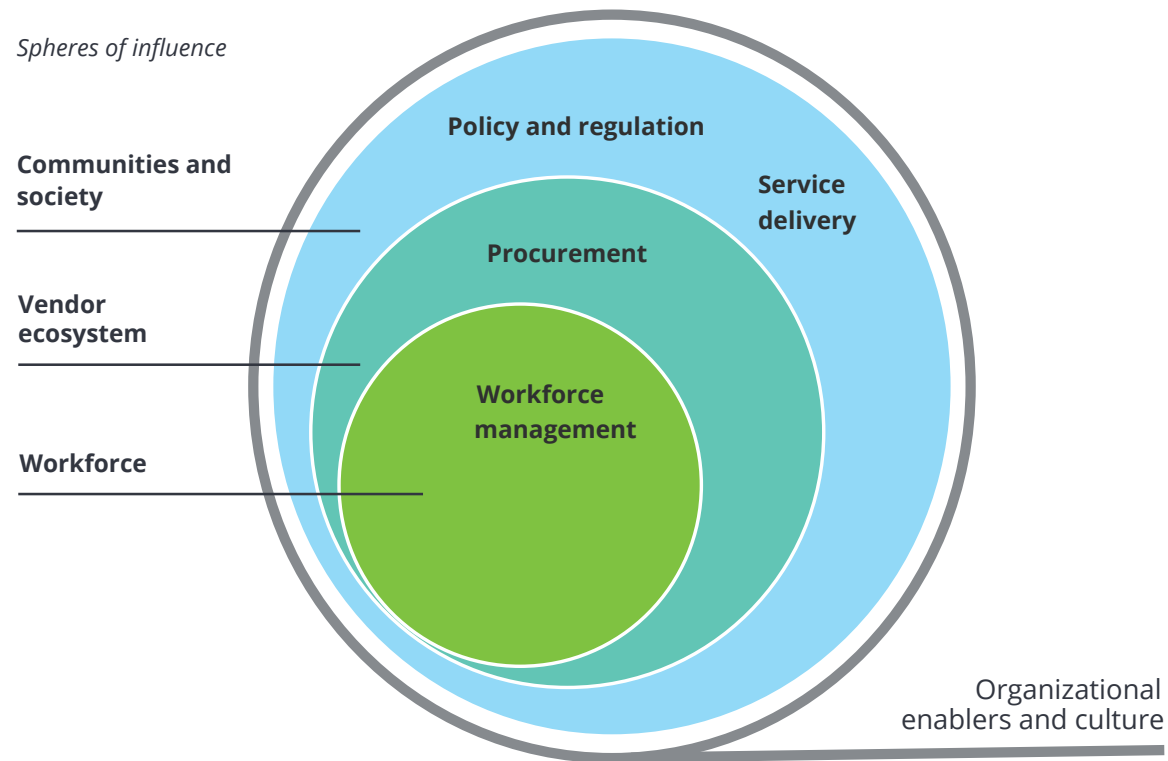 Spheres of influence
Communities and
society
Vendor
ecosystem
Workforce
Policy and regulation
Service
delivery
Procurement
Workforce
management
Organizational
enablers and culture